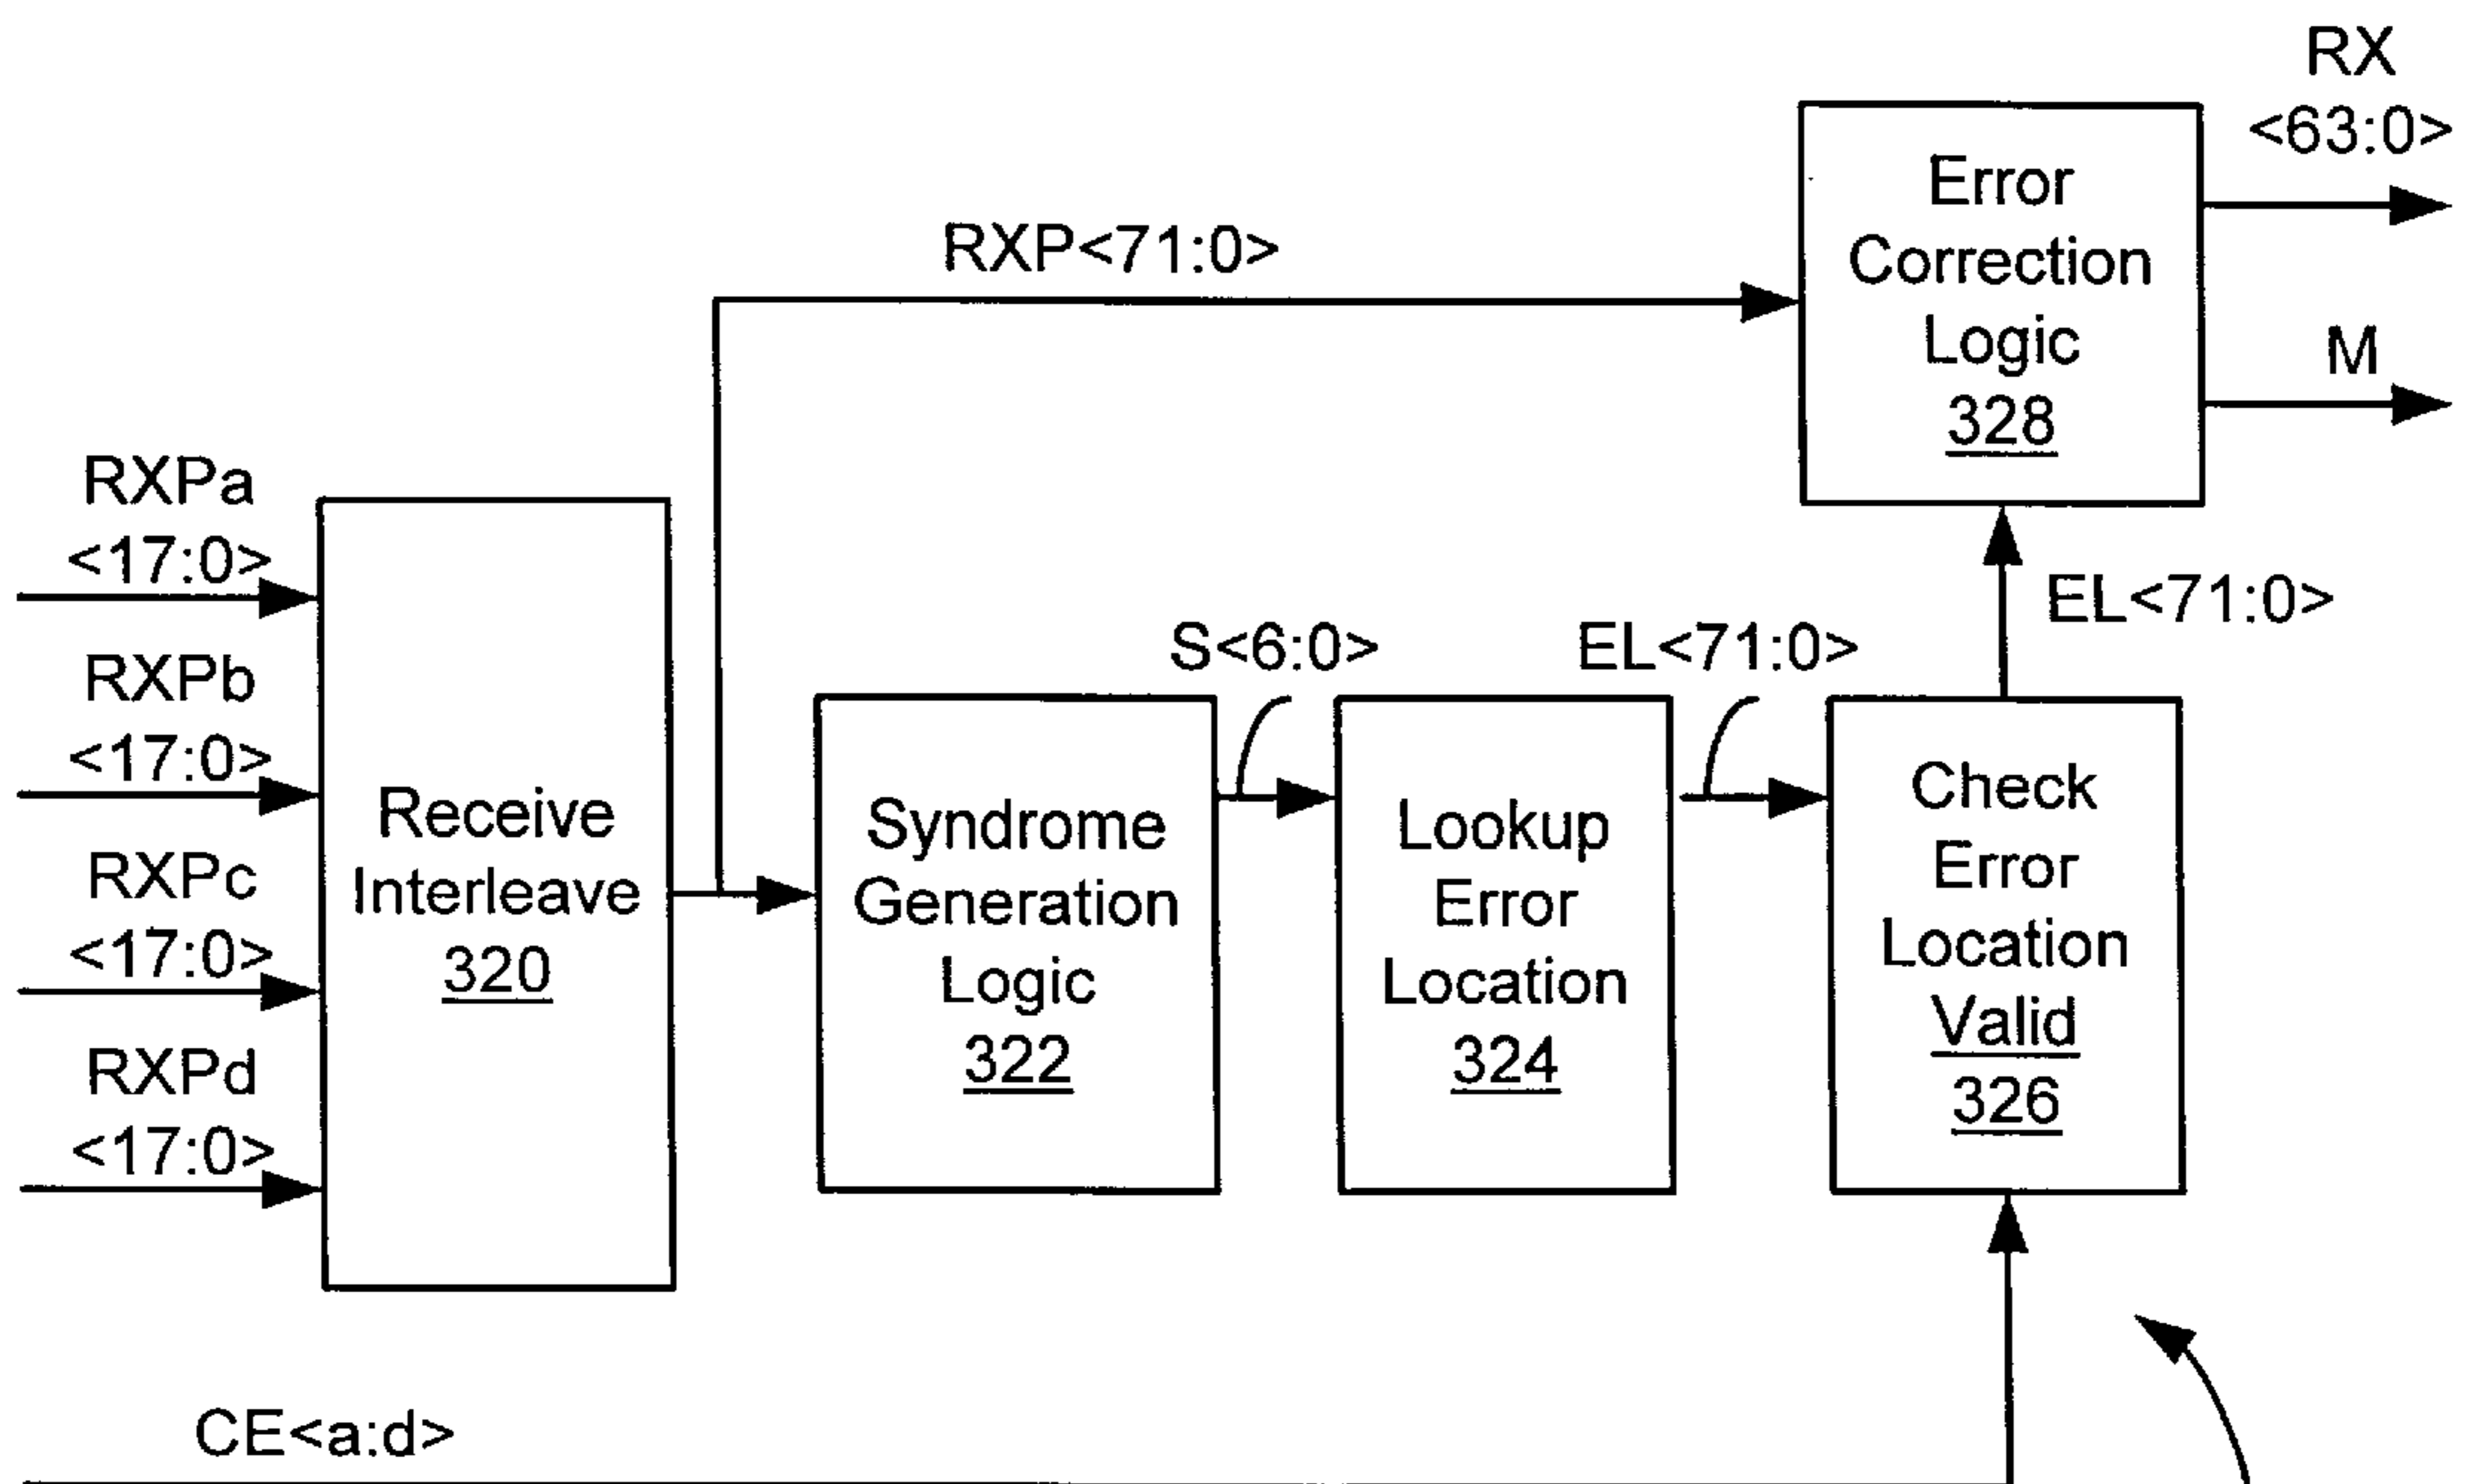 RX
<63:0>
Error
Correction
Logic
328
M
RXP<71:0>
EL<71:0>
RXPa
<17:0>
RXPb
<17:0>
RXPc
<17:0>
RXPd
<17:0>
Receive
Interleave
320
S<6:0>
EL<71:0>
Syndrome
Generation
Logic
322
Lookup
Error
Location
324
Check
Error
Location
Valid
326
CE<a:d>